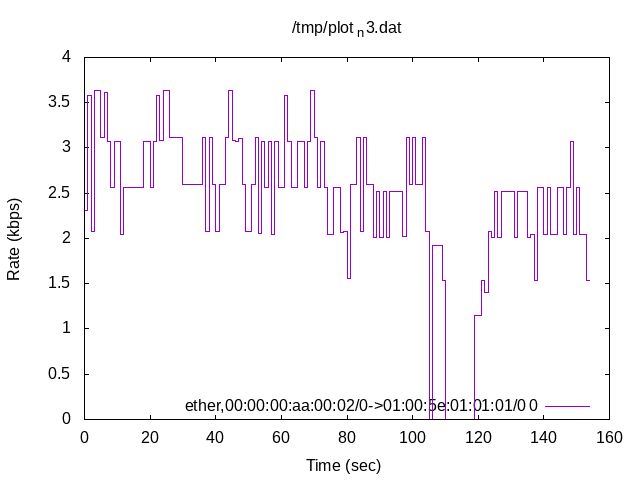 /tmp/plot_n3.dat
4
3.5
3
2.5
2
1.5
1
0.5
0
Rate (kbps)
ether,00:00:00:aa:00:02/0->01:00:5e:01:01:01/0 0
0 20 40 60 80 100 120 140 160
Time (sec)